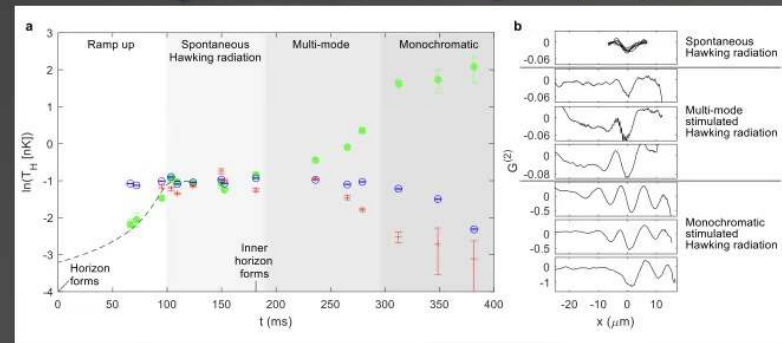 a
Ramp up
Spontaneous
Hawking radiation
Multi-mode
Monochromatic
ln(T_H [nK])
3
2
1
0
-1
-2
-3
-4
Horizon
forms
Inner
horizon
forms
0
50
100
150
200
250
300
350
400
t (ms)
b
0
-0.06
Spontaneous
Hawking radiation
0
-0.06
0
-0.06
0
-0.08
Multi-mode
stimulated
Hawking radiation
G(2)
0
-0.5
0
-0.5
0
-1
Monochromatic
stimulated
Hawking radiation
-20
-10
0
10
x (μm)